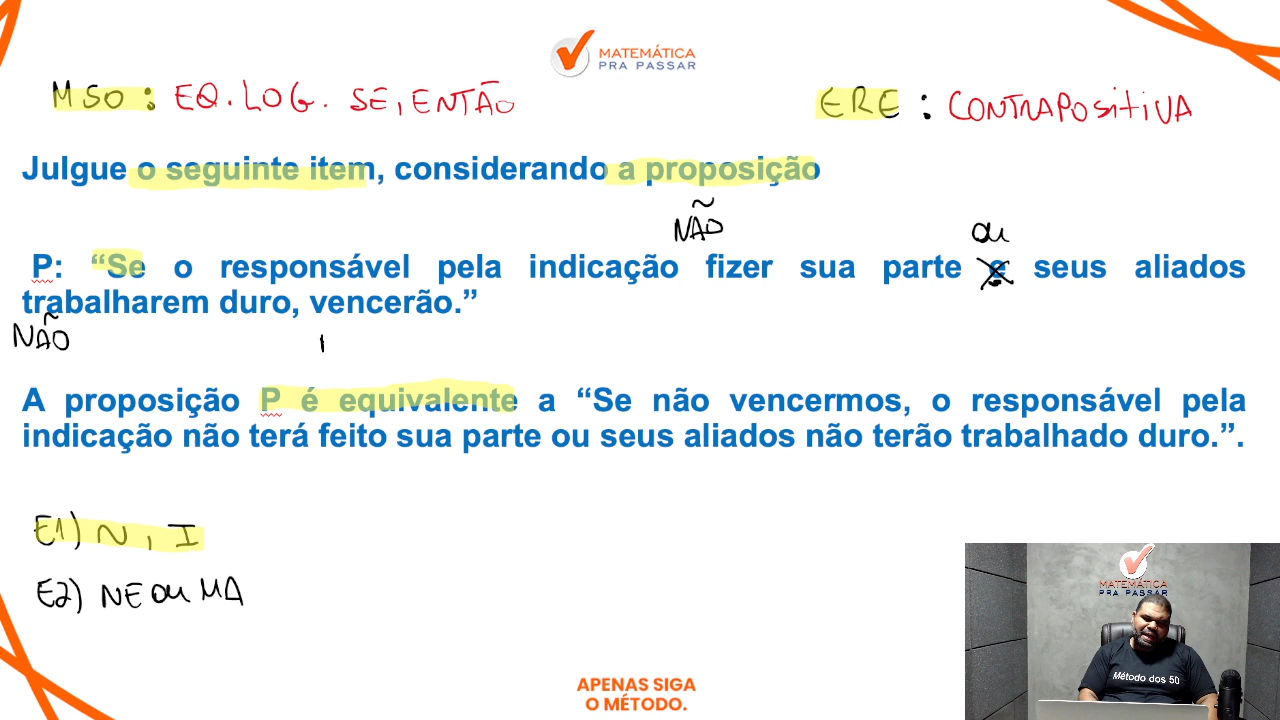 MATEMÁTICA
PRA PASSAR
MSO : EQ. LOG. SE, ENTÃO
ERE : CONTRAPOSITIVA
Julgue o seguinte item, considerando a proposição
NÃO
ou
P: “Se o responsável pela indicação fizer sua parte e seus aliados
trabalharem duro, vencerão.”
NÃO
A proposição P é equivalente a “Se não vencermos, o responsável pela
indicação não terá feito sua parte ou seus aliados não terão trabalhado duro.”.
E1) N, I
E2) NE ou MA
MATEMÁTICA
PRA PASSAR
Método dos 50
APENAS SIGA
O MÉTODO.